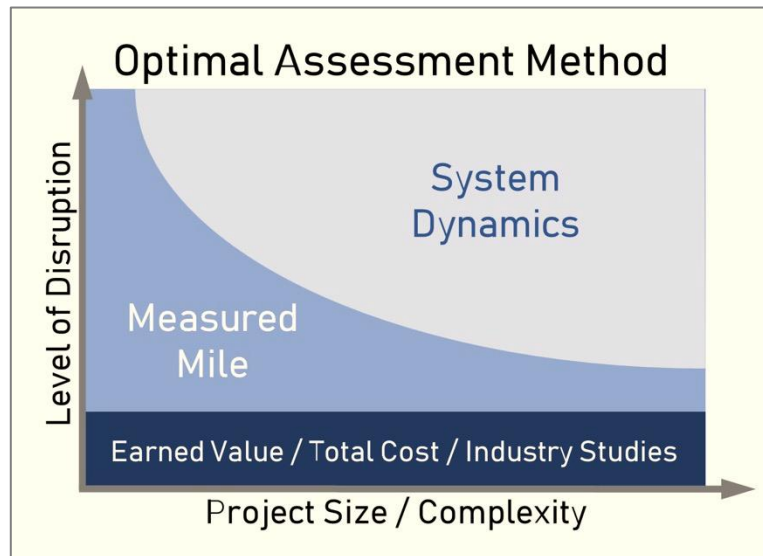 Optimal Assessment Method
Level of Disruption
System
Dynamics
Measured
Mile
Earned Value / Total Cost / Industry Studies
Project Size / Complexity